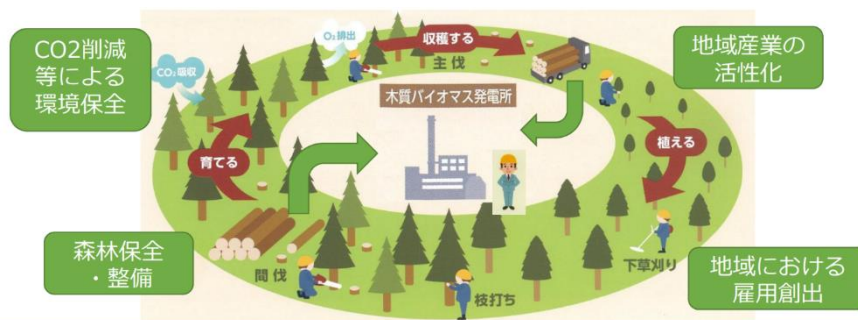 CO2削減
等による
環境保全
O₂排出
CO₂吸収
収穫する
主伐
木質バイオマス発電所
地域産業の
活性化
育てる
植える
森林保全
・整備
間伐
枝打ち
下草刈り
地域における
雇用創出